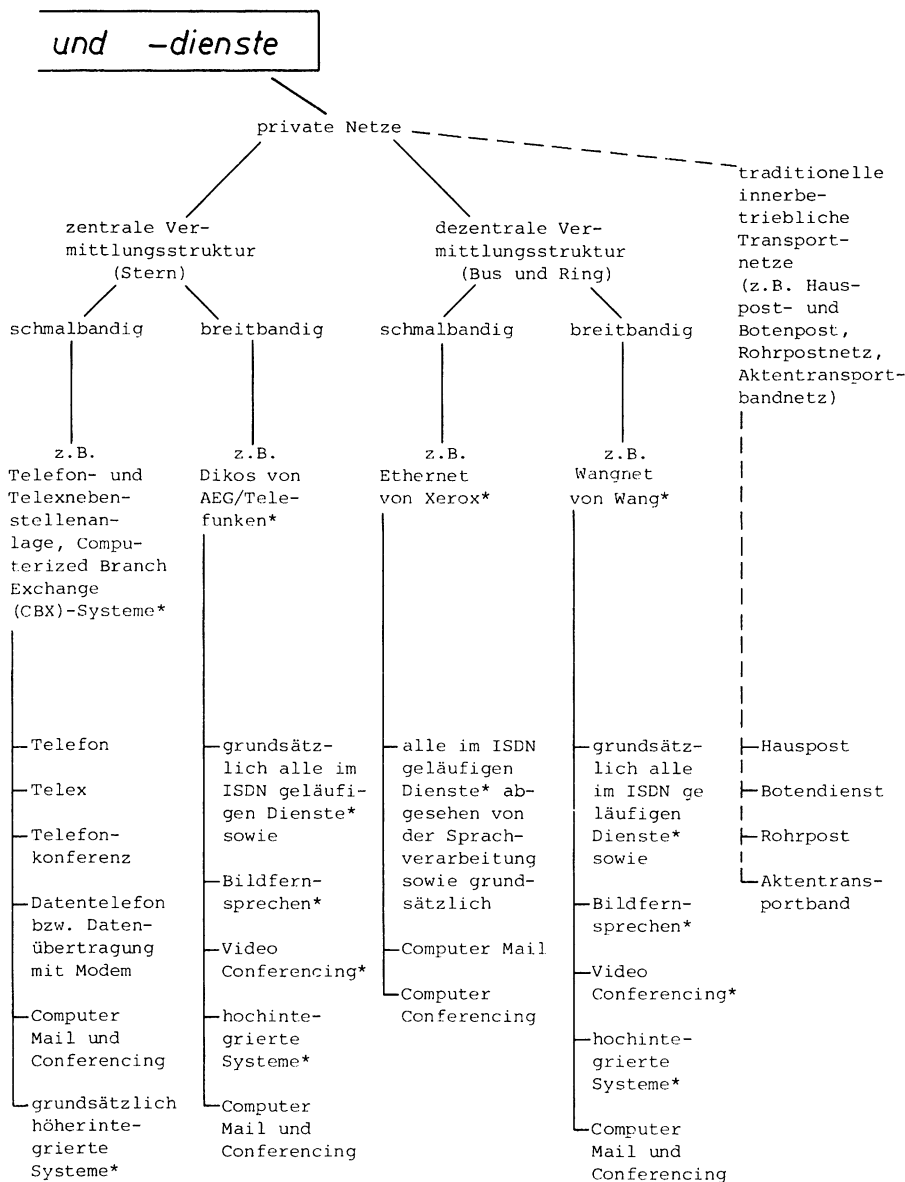 und -dienste
private Netze
traditionelle
innerbe-
triebliche
Transport-
netze
(z.B. Haus-
post- und
Botenpost,
Rohrpostnetz,
Aktentransport-
bandnetz)
zentrale Ver-
mittlungsstruktur
(Stern)
dezentrale Ver-
mittlungsstruktur
(Bus und Ring)
schmalbandig
breitbandig
schmalbandig
breitbandig
z.B.
Telefon- und
Telexneben-
stellenan-
lage, Compu-
terized Branch
Exchange
(CBX)-Systeme*
z.B.
Dikos von
AEG/Tele-
funken*
z.B.
Ethernet
von Xerox*
z.B.
Wangnet
von Wang*
Telefon
Telex
Telefon-
konferenz
Datentelefon
bzw. Daten-
übertragung
mit Modem
Computer
Mail und
Conferencing
grundsätzlich
höherinte-
grierte
Systeme*
grundsätz-
lich alle im
ISDN geläufi-
gen Dienste*
sowie
Bildfern-
sprechen*
Video
Conferencing*
hochinte-
grierte
Systeme*
Computer
Mail und
Conferencing
alle im ISDN
geläufigen
Dienste* ab-
gesehen von
der Sprach-
verarbeitung
sowie grund-
sätzlich
Computer Mail
Computer
Conferencing
grundsätz-
lich alle
im ISDN ge
läufigen
Dienste*
sowie
Bildfern-
sprechen*
Video
Conferencing*
hochinte-
grierte
Systeme*
Computer
Mail und
Conferencing
Hauspost
Botendienst
Rohrpost
Aktentrans-
portband